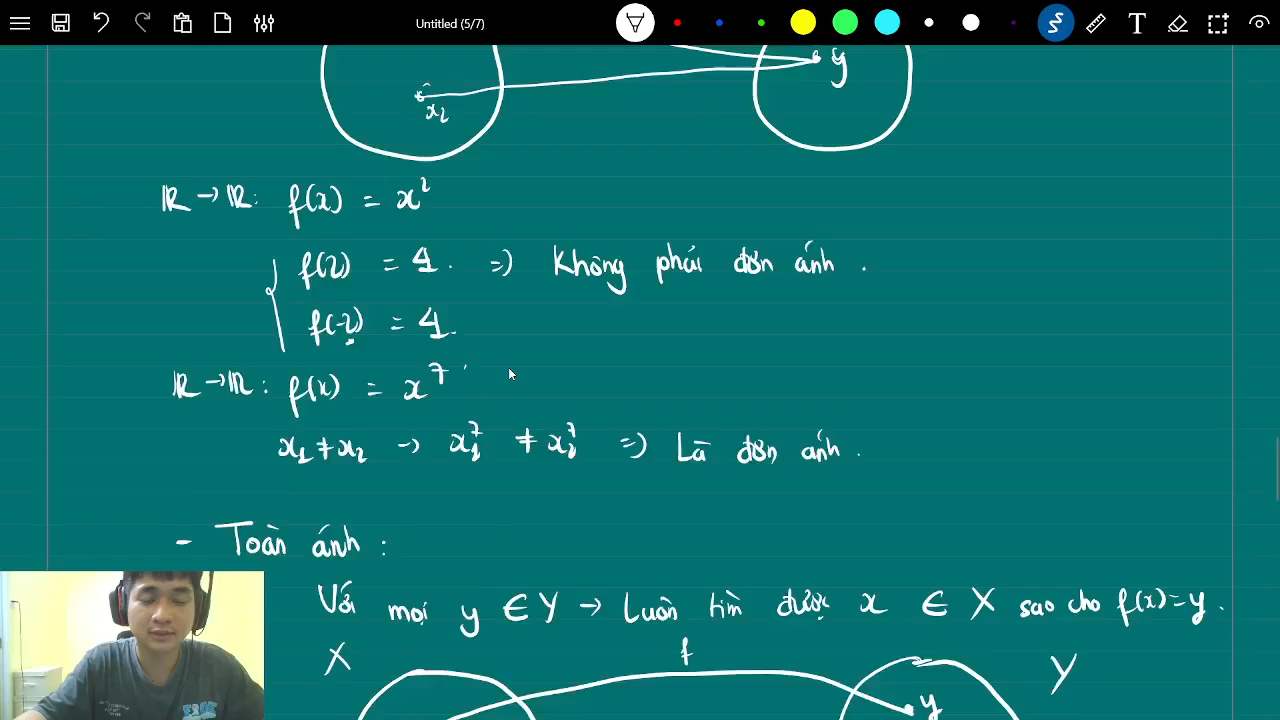 Untitled (5/7)
y
x₂
ℝ → ℝ: f(x) = x²
f(2) = 4. => Không phải đơn ánh.
f(-2) = 4.
ℝ → ℝ: f(x) = x⁷
x₁ ≠ x₂ → x₁⁷ ≠ x₂⁷ => Là đơn ánh.
- Toàn ánh:
Với mọi y ∈ Y → Luôn tìm được x ∈ X sao cho f(x) = y.
X f Y
y